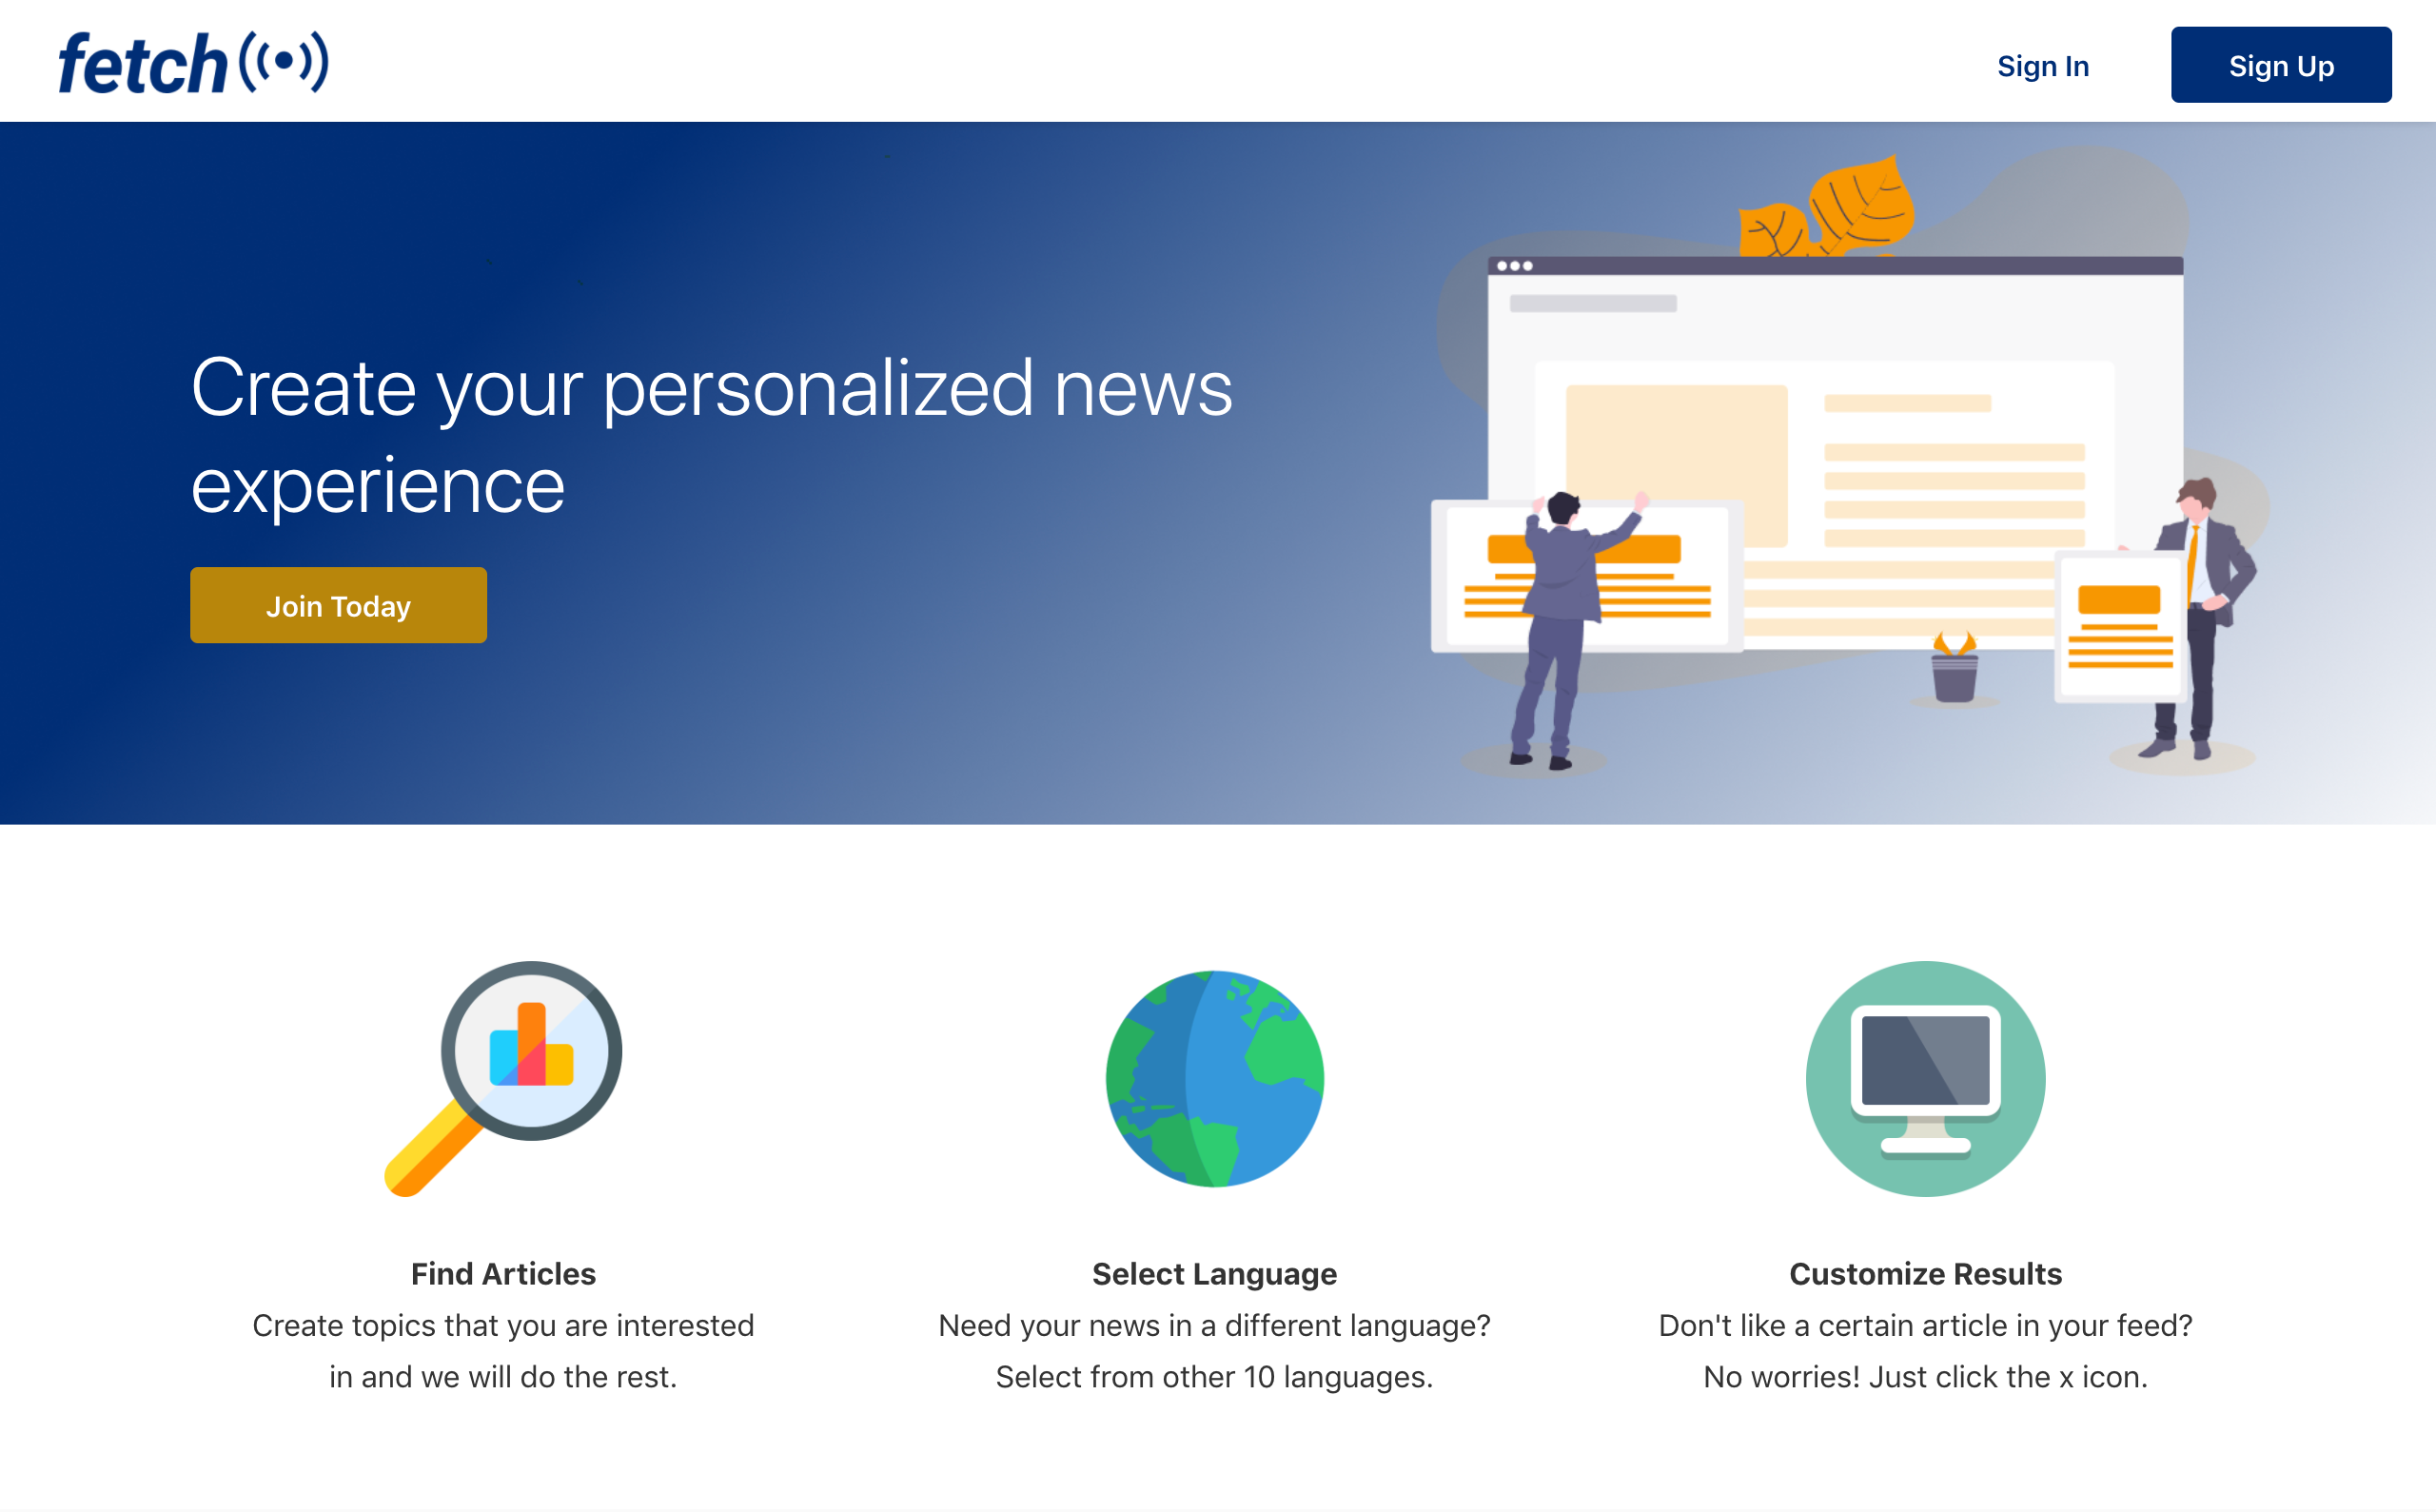 fetch
Sign In
Sign Up
Create your personalized news
experience
Join Today
Find Articles
Create topics that you are interested
in and we will do the rest.
Select Language
Need your news in a different language?
Select from other 10 languages.
Customize Results
Don't like a certain article in your feed?
No worries! Just click the x icon.